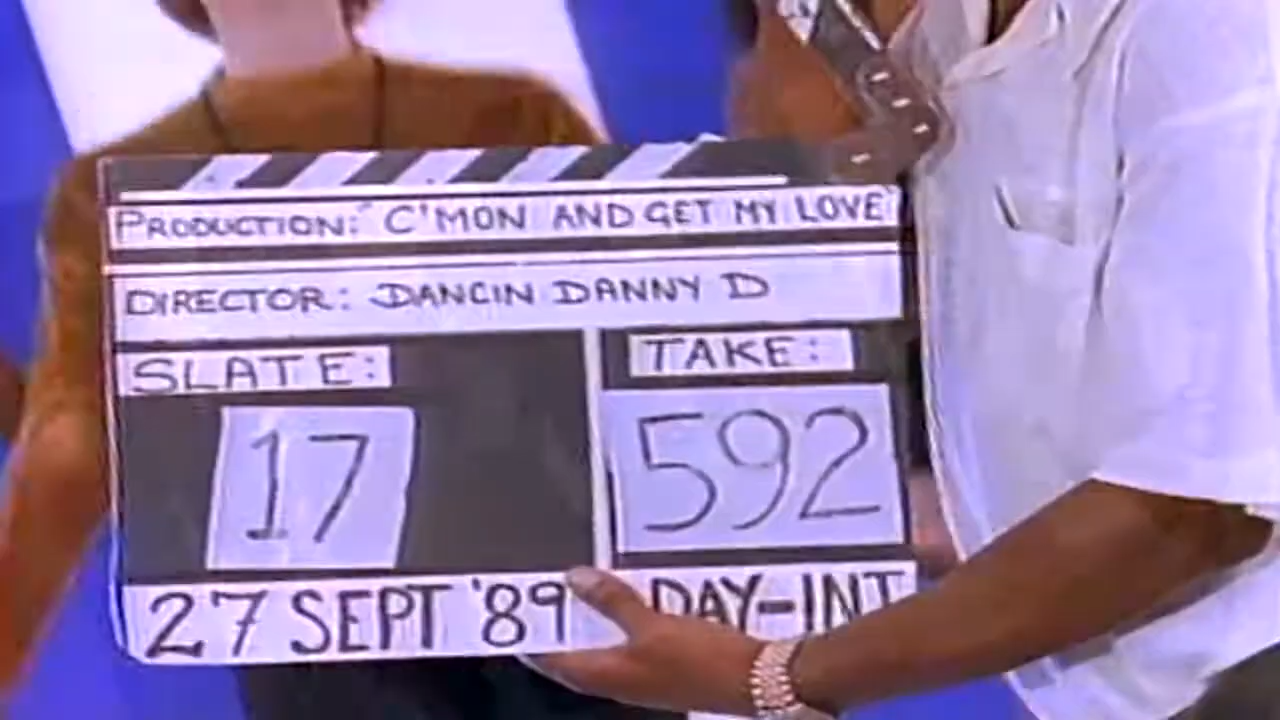 PRODUCTION: "C'MON AND GET MY LOVE
DIRECTOR: DANCIN DANNY D
SLATE:
TAKE:
17
592
27 SEPT '89
DAY-INT